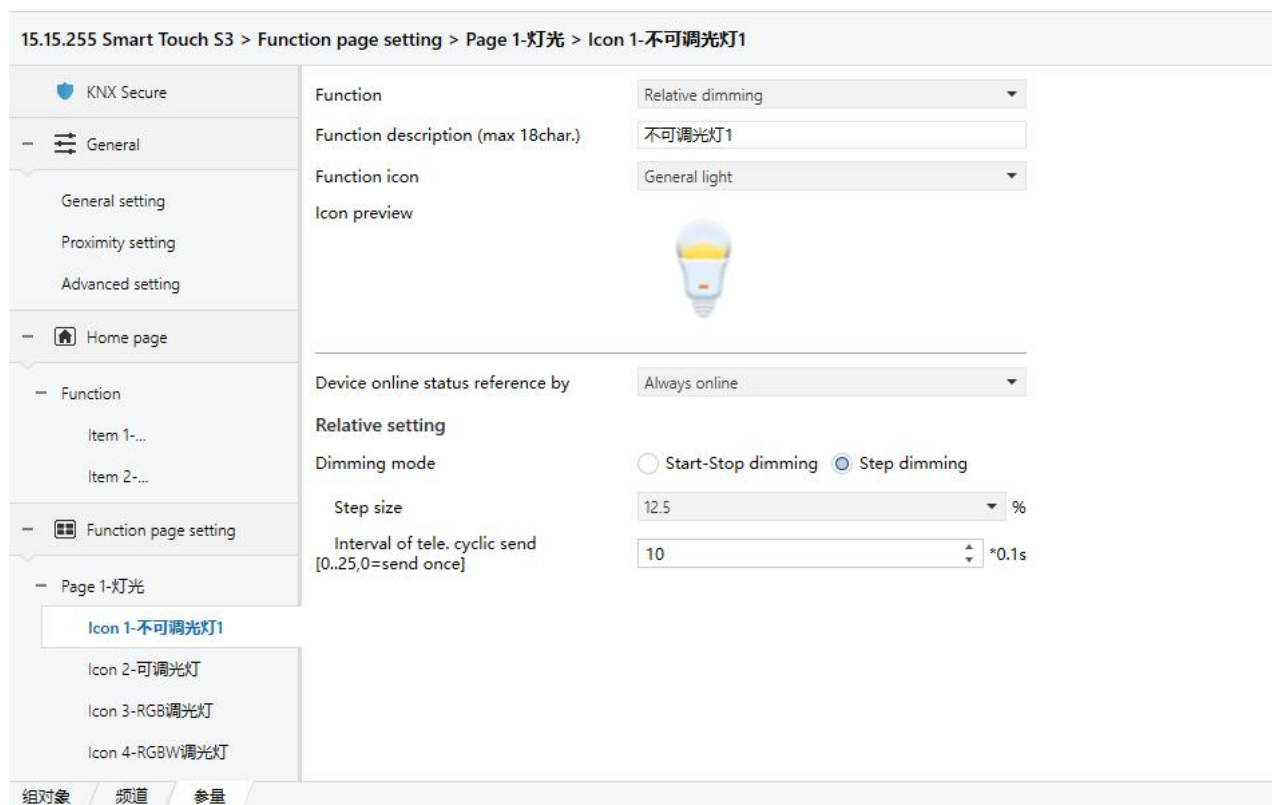 15.15.255 Smart Touch S3 > Function page setting > Page 1-灯光 > Icon 1-不可调光灯1
KNX Secure
General
General setting
Proximity setting
Advanced setting
Home page
Function
Item 1-...
Item 2-...
Function page setting
Page 1-灯光
Icon 1-不可调光灯1
Icon 2-可调光灯
Icon 3-RGB调光灯
Icon 4-RGBW调光灯
Function Relative dimming
Function description (max 18char.) 不可调光灯1
Function icon General light
Icon preview
Device online status reference by Always online
Relative setting
Dimming mode Start-Stop dimming Step dimming
Step size 12.5 %
Interval of tele. cyclic send
[0..25,0=send once] 10 *0.1s
组对象 频道 参量